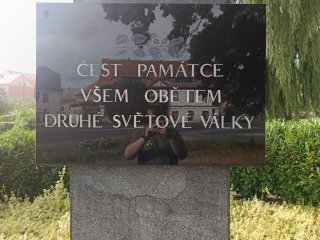 ČEST PAMÁTCE
VŠEM OBĚTEM
DRUHÉ SVĚTOVÉ VÁLKY